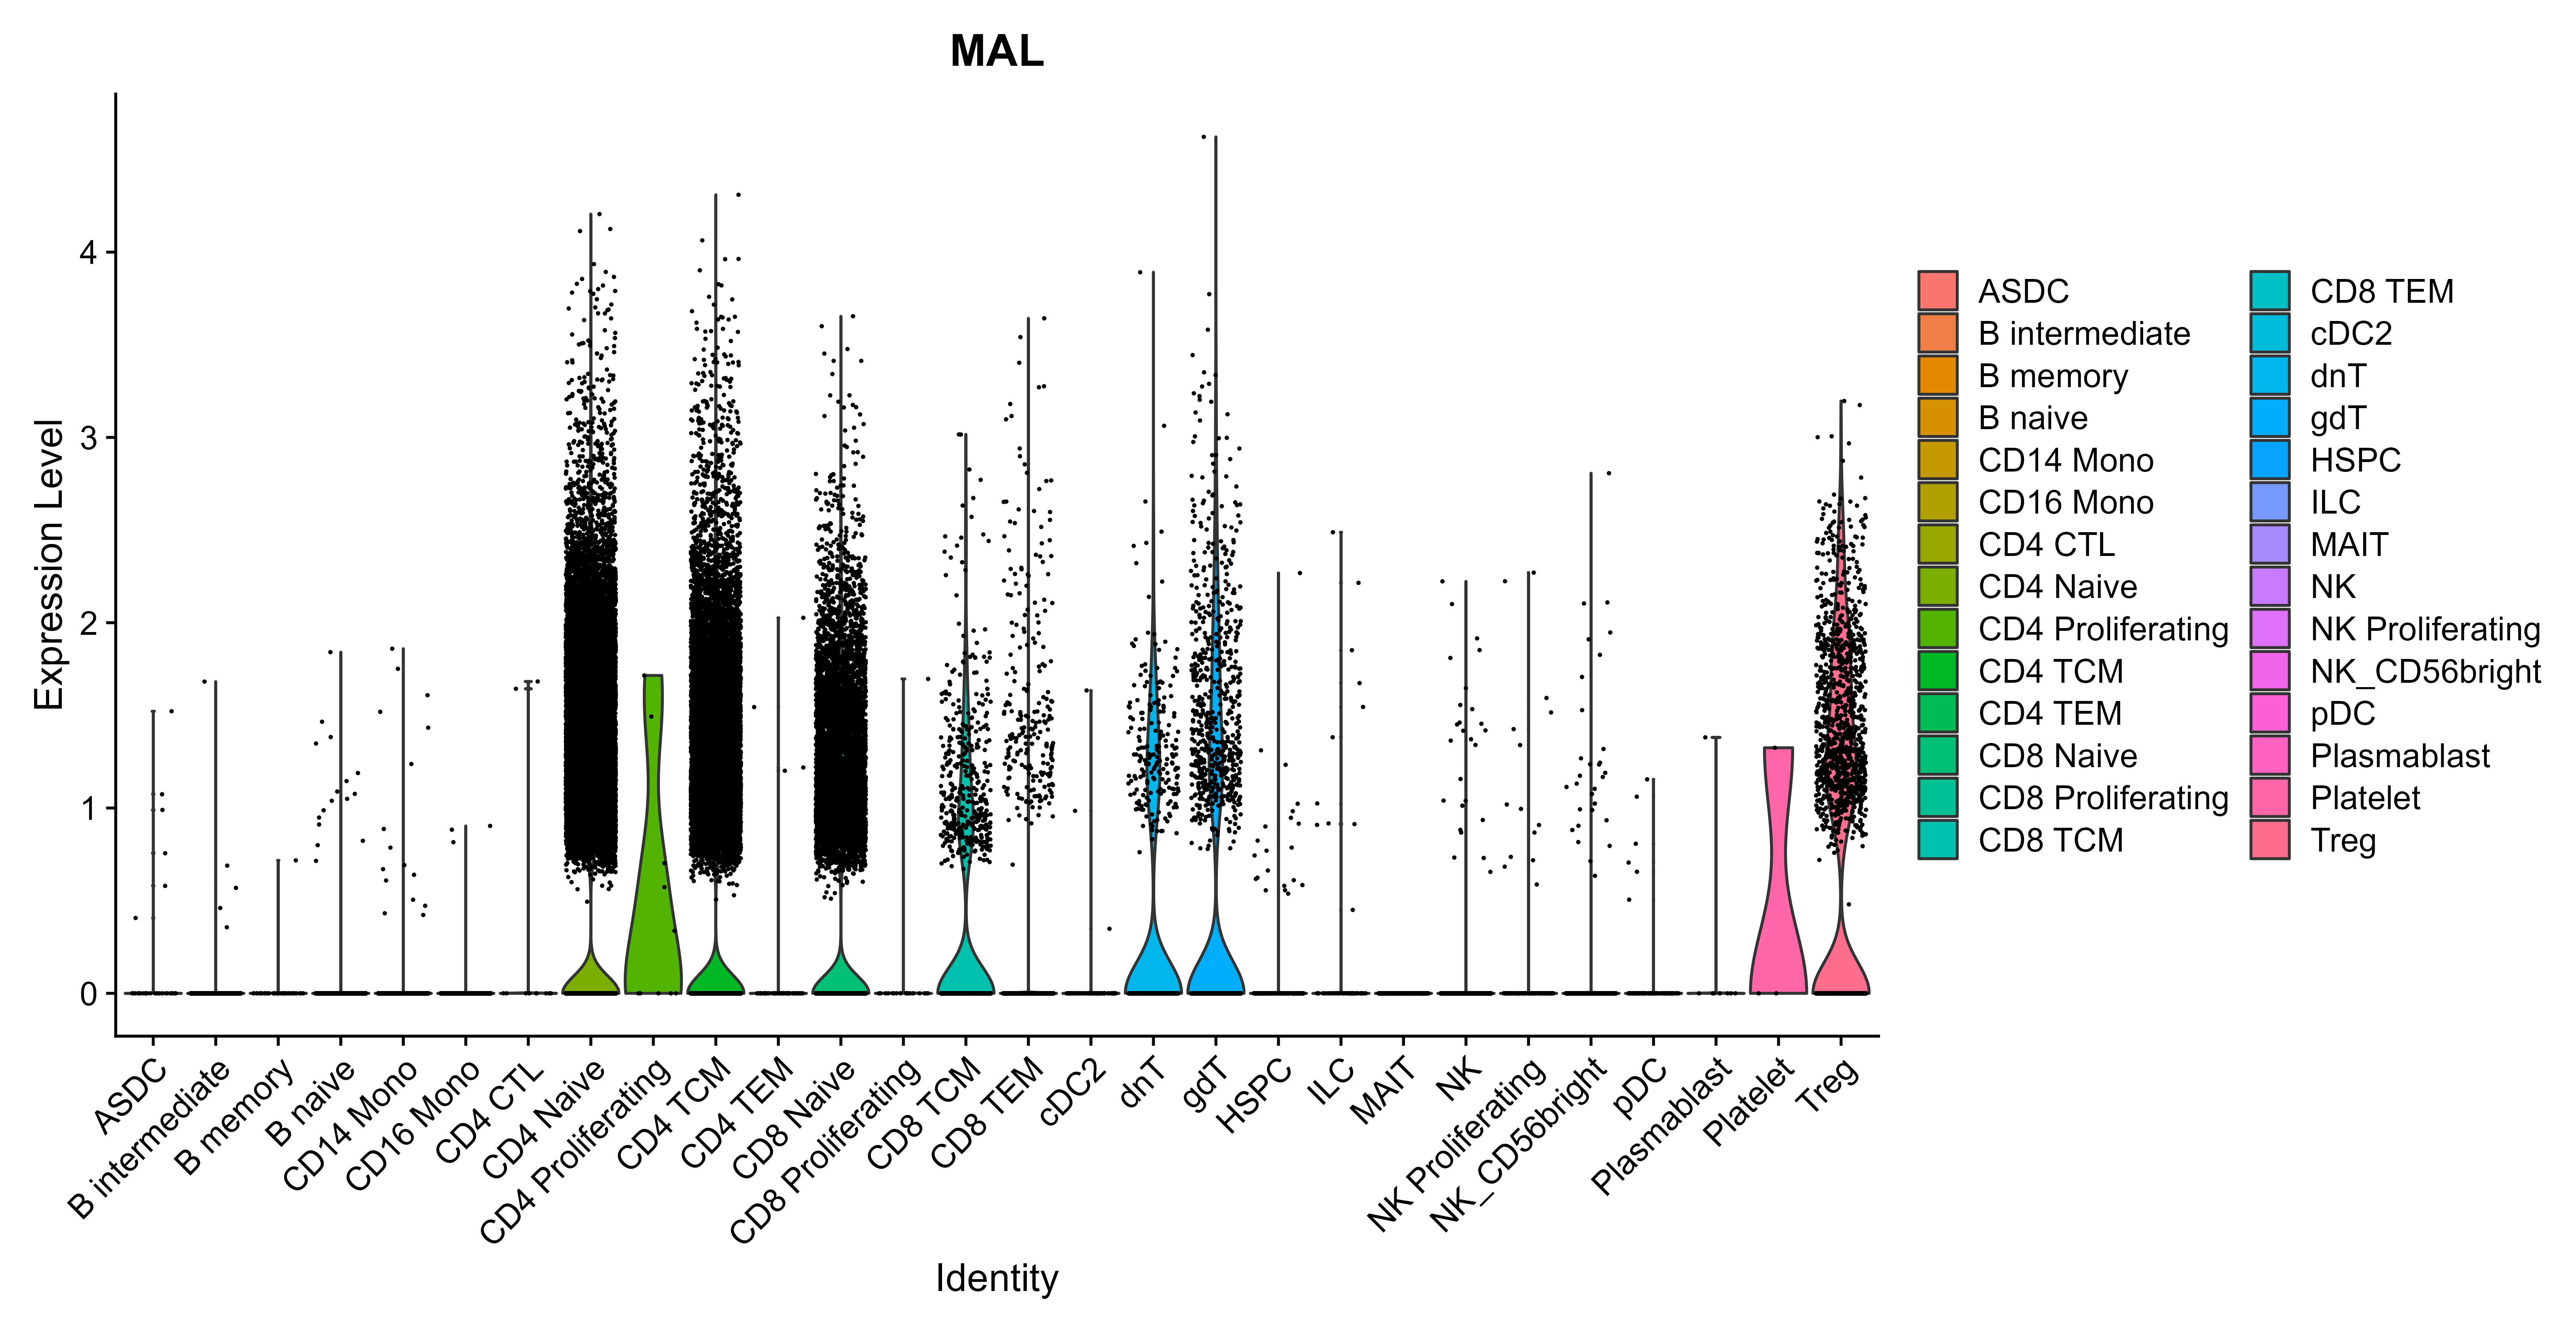 MAL
Expression Level
4
3
2
1
0
ASDC
B intermediate
B memory
B naive
CD14 Mono
CD16 Mono
CD4 CTL
CD4 Naive
CD4 Proliferating
CD4 TCM
CD4 TEM
CD8 Naive
CD8 Proliferating
CD8 TCM
CD8 TEM
cDC2
dnT
gdT
HSPC
ILC
MAIT
NK
NK Proliferating
NK_CD56bright
pDC
Plasmablast
Platelet
Treg
Identity
ASDC
B intermediate
B memory
B naive
CD14 Mono
CD16 Mono
CD4 CTL
CD4 Naive
CD4 Proliferating
CD4 TCM
CD4 TEM
CD8 Naive
CD8 Proliferating
CD8 TCM
CD8 TEM
cDC2
dnT
gdT
HSPC
ILC
MAIT
NK
NK Proliferating
NK_CD56bright
pDC
Plasmablast
Platelet
Treg